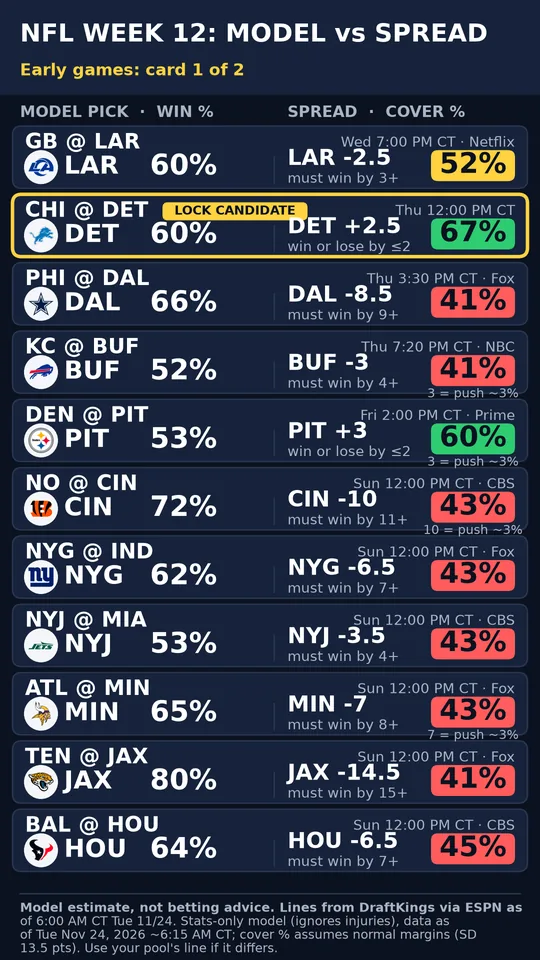 NFL WEEK 12: MODEL vs SPREAD
Early games: card 1 of 2
MODEL PICK · WIN % SPREAD · COVER %
GB @ LAR Wed 7:00 PM CT · Netflix
LAR 60% LAR -2.5 52%
must win by 3+
CHI @ DET LOCK CANDIDATE Thu 12:00 PM CT
DET 60% DET +2.5 67%
win or lose by ≤2
PHI @ DAL Thu 3:30 PM CT · Fox
DAL 66% DAL -8.5 41%
must win by 9+
KC @ BUF Thu 7:20 PM CT · NBC
BUF 52% BUF -3 41%
must win by 4+
3 = push ~3%
DEN @ PIT Fri 2:00 PM CT · Prime
PIT 53% PIT +3 60%
win or lose by ≤2
3 = push ~3%
NO @ CIN Sun 12:00 PM CT · CBS
CIN 72% CIN -10 43%
must win by 11+
10 = push ~3%
NYG @ IND Sun 12:00 PM CT · Fox
ny NYG 62% NYG -6.5 43%
must win by 7+
NYJ @ MIA Sun 12:00 PM CT · CBS
JETS NYJ 53% NYJ -3.5 43%
must win by 4+
ATL @ MIN Sun 12:00 PM CT · Fox
MIN 65% MIN -7 43%
must win by 8+
7 = push ~3%
TEN @ JAX Sun 12:00 PM CT · Fox
JAX 80% JAX -14.5 41%
must win by 15+
BAL @ HOU Sun 12:00 PM CT · CBS
HOU 64% HOU -6.5 45%
must win by 7+
Model estimate, not betting advice. Lines from DraftKings via ESPN as
of 6:00 AM CT Tue 11/24. Stats-only model (ignores injuries), data as
of Tue Nov 24, 2026 ~6:15 AM CT; cover % assumes normal margins (SD
13.5 pts). Use your pool's line if it differs.